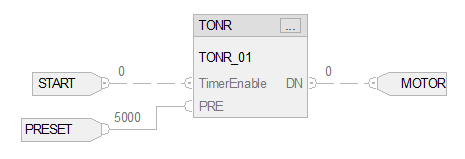 TONR ...
TONR_01
START 0 TimerEnable DN 0 MOTOR
PRESET 5000 PRE